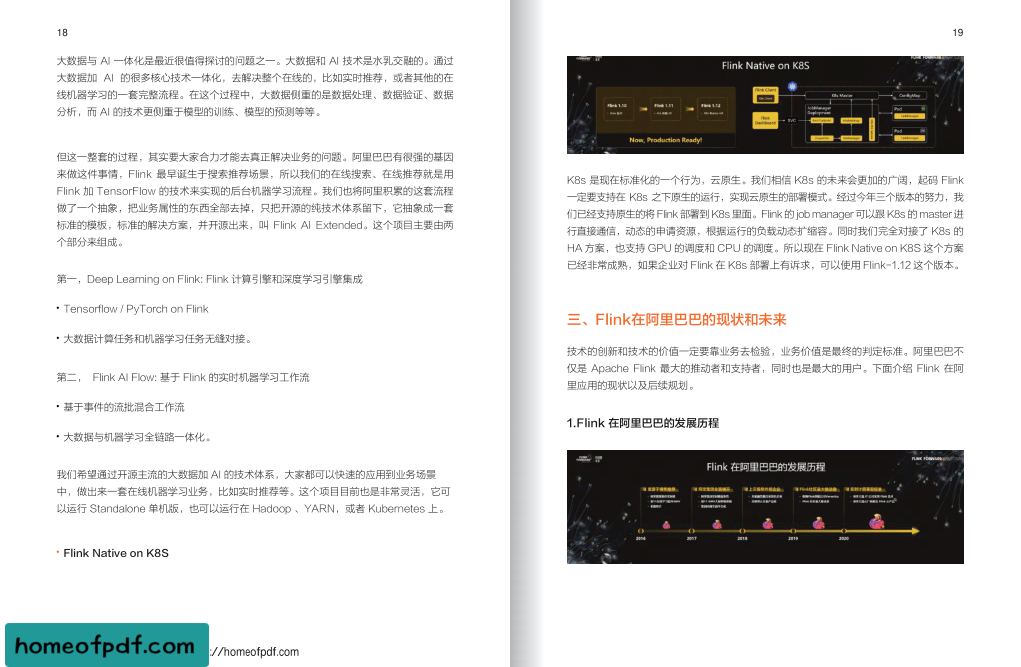 18
大数据与 AI 一体化是最近很值得探讨的问题之一。大数据和 AI 技术是水乳交融的。通过
大数据加 AI 的很多核心技术一体化，去解决整个在线的，比如实时推荐，或者其他的在
线机器学习的一套完整流程。在这个过程中，大数据侧重的是数据处理、数据验证、数据
分析，而 AI 的技术更侧重于模型的训练、模型的预测等等。
但这一整套的过程，其实要大家合力才能去真正解决业务的问题。阿里巴巴有很强的基因
来做这件事情，Flink 最早诞生于搜索推荐场景，所以我们的在线搜索、在线推荐就是用
Flink 加 TensorFlow 的技术来实现的后台机器学习流程。我们也将阿里积累的这套流程
做了一个抽象，把业务属性的东西全部去掉，只把开源的纯技术体系留下，它抽象成一套
标准的模板，标准的解决方案，并开源出来，叫 Flink AI Extended。这个项目主要由两
个部分来组成。
第一，Deep Learning on Flink: Flink 计算引擎和深度学习引擎集成
• Tensorflow / PyTorch on Flink
• 大数据计算任务和机器学习任务无缝对接。
第二， Flink AI Flow: 基于 Flink 的实时机器学习工作流
• 基于事件的流批混合工作流
• 大数据与机器学习全链路一体化。
我们希望通过开源主流的大数据加 AI 的技术体系，大家都可以快速的应用到业务场景
中，做出来一套在线机器学习业务，比如实时推荐等。这个项目目前也是非常灵活，它可
以运行 Standalone 单机版，也可以运行在 Hadoop 、YARN，或者 Kubernetes 上。
• Flink Native on K8S
homeofpdf.com
://homeofpdf.com
19
Flink Native on K8S
Flink 1.10
Flink 1.11
Flink 1.12
Now, Production Ready!
Flink Client
Flink Dashboard
SVC
K8s Master
ConfigMap
JobManager
Deployment
Pod
TaskManager
Pod
TaskManager
K8s 是现在标准化的一个行为，云原生。我们相信 K8s 的未来会更加的广阔，起码 Flink
一定要支持在 K8s 之下原生的运行，实现云原生的部署模式。经过今年三个版本的努力，我
们已经支持原生的将 Flink 部署到 K8s 里面。Flink 的 job manager 可以跟 K8s 的 master 进
行直接通信，动态的申请资源，根据运行的负载动态扩缩容。同时我们完全对接了 K8s 的
HA 方案，也支持 GPU 的调度和 CPU 的调度。所以现在 Flink Native on K8S 这个方案
已经非常成熟，如果企业对 Flink 在 K8s 部署上有诉求，可以使用 Flink-1.12 这个版本。
三、Flink在阿里巴巴的现状和未来
技术的创新和技术的价值一定要靠业务去检验，业务价值是最终的判定标准。阿里巴巴不
仅是 Apache Flink 最大的推动者和支持者，同时也是最大的用户。下面介绍 Flink 在阿
里应用的现状以及后续规划。
1.Flink 在阿里巴巴的发展历程
FLINK FORWARD
Flink 在阿里巴巴的发展历程
2016
2017
2018
2019
2020